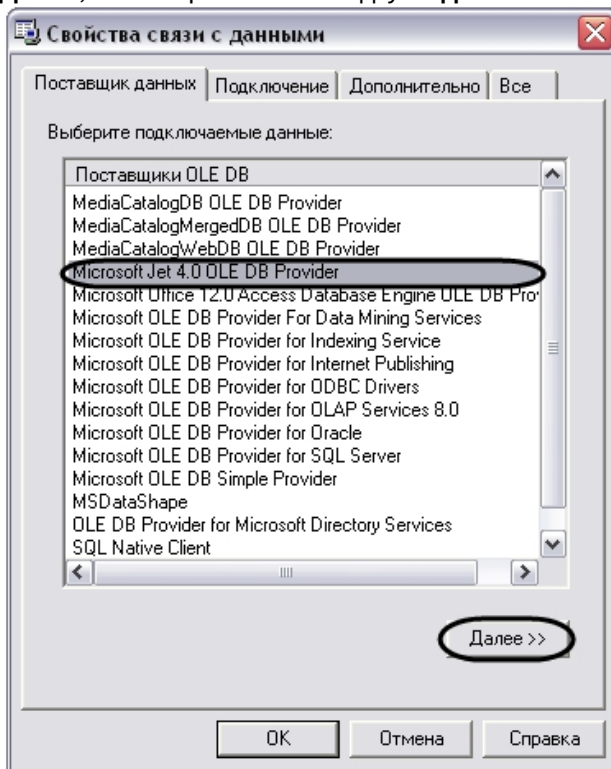 Свойства связи с данными
Поставщик данных Подключение Дополнительно Все
Выберите подключаемые данные:
Поставщики OLE DB
MediaCatalogDB OLE DB Provider
MediaCatalogMergedDB OLE DB Provider
MediaCatalogWebDB OLE DB Provider
Microsoft Jet 4.0 OLE DB Provider
Microsoft Office 12.0 Access Database Engine OLE DB Pro
Microsoft OLE DB Provider For Data Mining Services
Microsoft OLE DB Provider for Indexing Service
Microsoft OLE DB Provider for Internet Publishing
Microsoft OLE DB Provider for ODBC Drivers
Microsoft OLE DB Provider for OLAP Services 8.0
Microsoft OLE DB Provider for Oracle
Microsoft OLE DB Provider for SQL Server
Microsoft OLE DB Simple Provider
MSDataShape
OLE DB Provider for Microsoft Directory Services
SQL Native Client
Далее >>
OK Отмена Справка